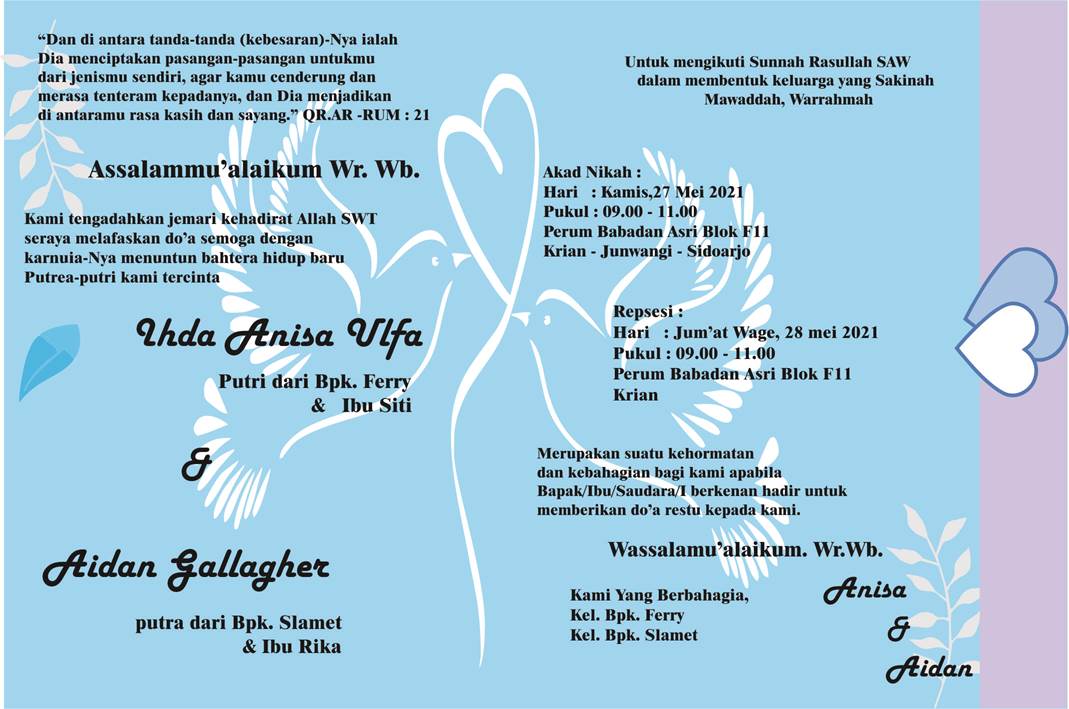 “Dan di antara tanda-tanda (kebesaran)-Nya ialah
Dia menciptakan pasangan-pasangan untukmu
dari jenismu sendiri, agar kamu cenderung dan
merasa tenteram kepadanya, dan Dia menjadikan
di antaramu rasa kasih dan sayang.” QR.AR -RUM : 21
Assalammu’alaikum Wr. Wb.
Kami tengadahkan jemari kehadirat Allah SWT
seraya melafaskan do’a semoga dengan
karnuia-Nya menuntun bahtera hidup baru
Putrea-putri kami tercinta
Ihda Anisa Ulfa
Putri dari Bpk. Ferry
& Ibu Siti
&
Aidan Gallagher
putra dari Bpk. Slamet
& Ibu Rika
Untuk mengikuti Sunnah Rasullah SAW
dalam membentuk keluarga yang Sakinah
Mawaddah, Warrahmah
Akad Nikah :
Hari : Kamis,27 Mei 2021
Pukul : 09.00 - 11.00
Perum Babadan Asri Blok F11
Krian - Junwangi - Sidoarjo
Repsesi :
Hari : Jum’at Wage, 28 mei 2021
Pukul : 09.00 - 11.00
Perum Babadan Asri Blok F11
Krian
Merupakan suatu kehormatan
dan kebahagian bagi kami apabila
Bapak/Ibu/Saudara/I berkenan hadir untuk
memberikan do’a restu kepada kami.
Wassalamu’alaikum. Wr.Wb.
Kami Yang Berbahagia,
Kel. Bpk. Ferry
Kel. Bpk. Slamet
Anisa
&
Aidan